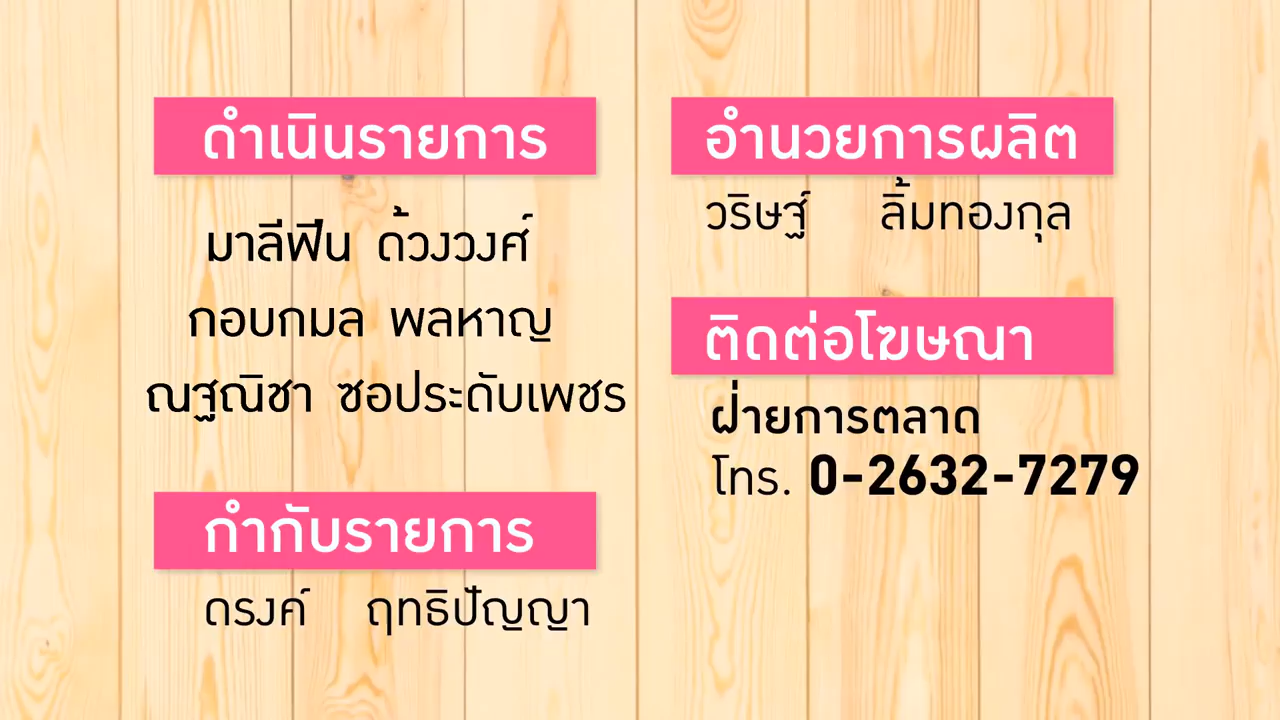 ดำเนินรายการ
มาลีฟีน ด้วงวงศ์
กอบกมล พลหาญ
ณฐณิชา ซอประดับเพชร
กำกับรายการ
ดรงค์ ฤทธิปัญญา
อำนวยการผลิต
วริษฐ์ ลิ้มทองกุล
ติดต่อโฆษณา
ฝ่ายการตลาด
โทร. 0-2632-7279